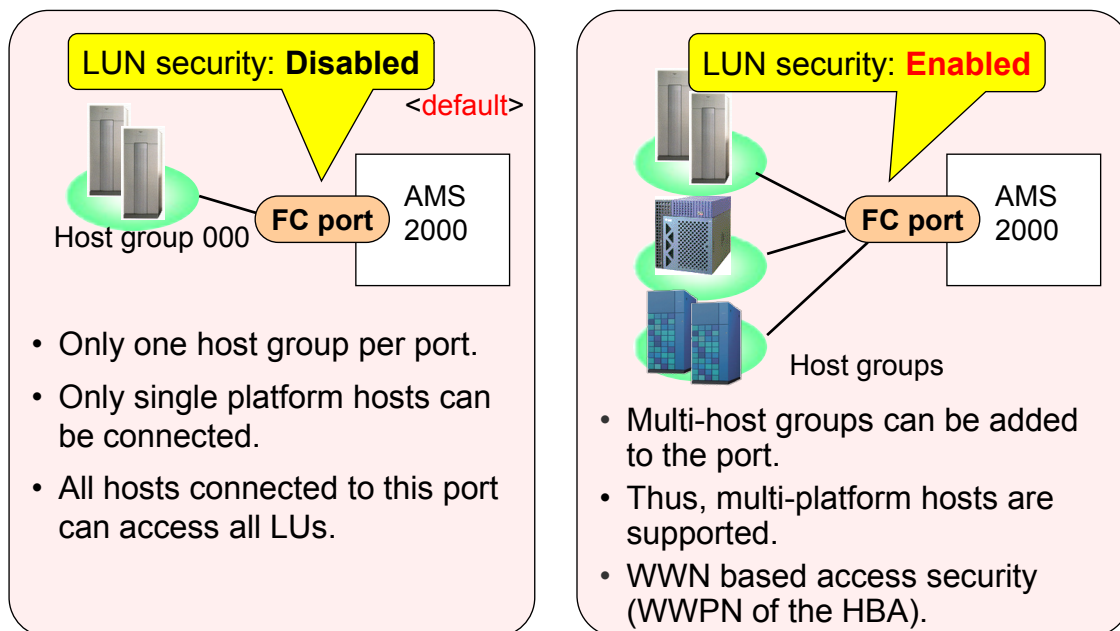 LUN security: Disabled
<default>
FC port
AMS
2000
Host group 000
• Only one host group per port.
• Only single platform hosts can
be connected.
• All hosts connected to this port
can access all LUs.
LUN security: Enabled
FC port
AMS
2000
Host groups
• Multi-host groups can be added
to the port.
• Thus, multi-platform hosts are
supported.
• WWN based access security
(WWPN of the HBA).